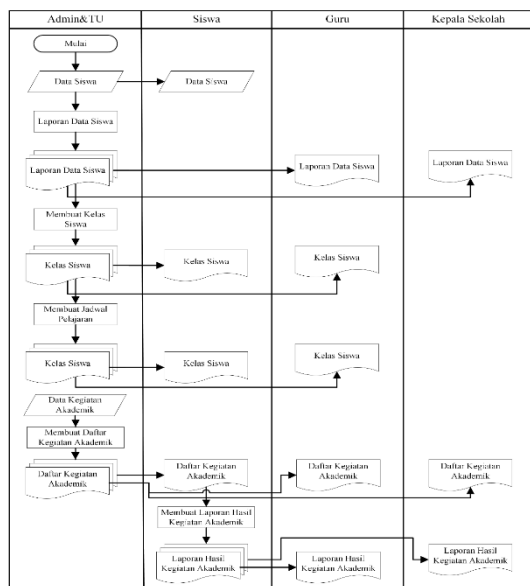 Admin&TU
Siswa
Guru
Kepala Sekolah
Mulai
Data Siswa
Data Siswa
Laporan Data Siswa
Laporan Data Siswa
Laporan Data Siswa
Laporan Data Siswa
Membuat Kelas
Siswa
Kelas Siswa
Kelas Siswa
Kelas Siswa
Membuat Jadwal
Pelajaran
Kelas Siswa
Kelas Siswa
Kelas Siswa
Data Kegiatan
Akademik
Membuat Daftar
Kegiatan Akademik
Daftar Kegiatan
Akademik
Daftar Kegiatan
Akademik
Daftar Kegiatan
Akademik
Daftar Kegiatan
Akademik
Membuat Laporan Hasil
Kegiatan Akademik
Laporan Hasil
Kegiatan Akademik
Laporan Hasil
Kegiatan Akademik
Laporan Hasil
Kegiatan Akademik